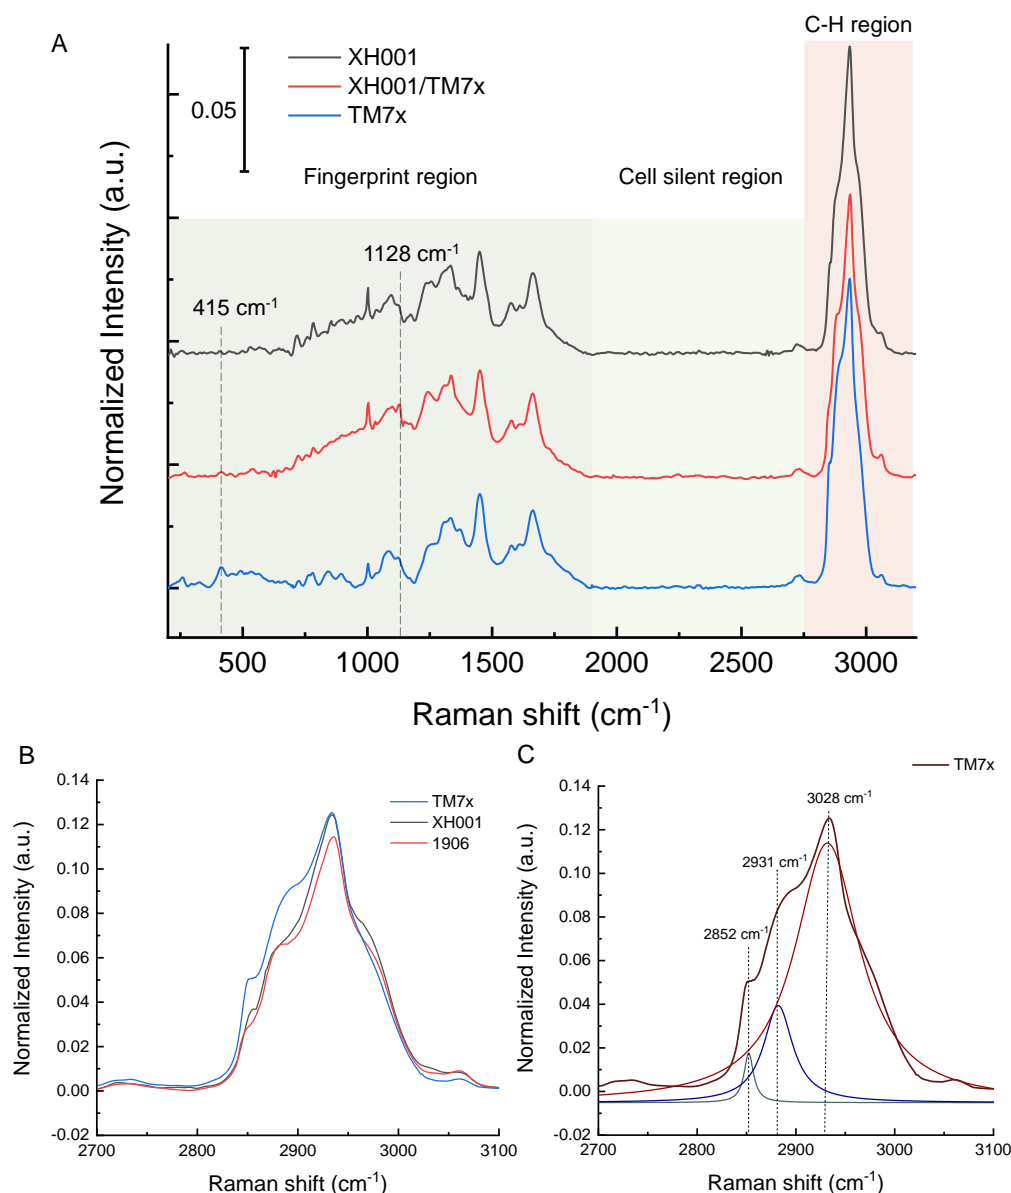 A
C-H region
XH001
XH001/TM7x
TM7x
0.05
Fingerprint region
Cell silent region
1128 cm-1
415 cm-1
Normalized Intensity (a.u.)
500 1000 1500 2000 2500 3000
Raman shift (cm-1)
B
TM7x
XH001
1906
0.14
0.12
0.10
0.08
0.06
0.04
0.02
0.00
-0.02
Normalized Intensity (a.u.)
2700 2800 2900 3000 3100
Raman shift (cm-1)
C
TM7x
3028 cm-1
2931 cm-1
2852 cm-1
0.14
0.12
0.10
0.08
0.06
0.04
0.02
0.00
-0.02
Normalized Intensity (a.u.)
2700 2800 2900 3000 3100
Raman shift (cm-1)